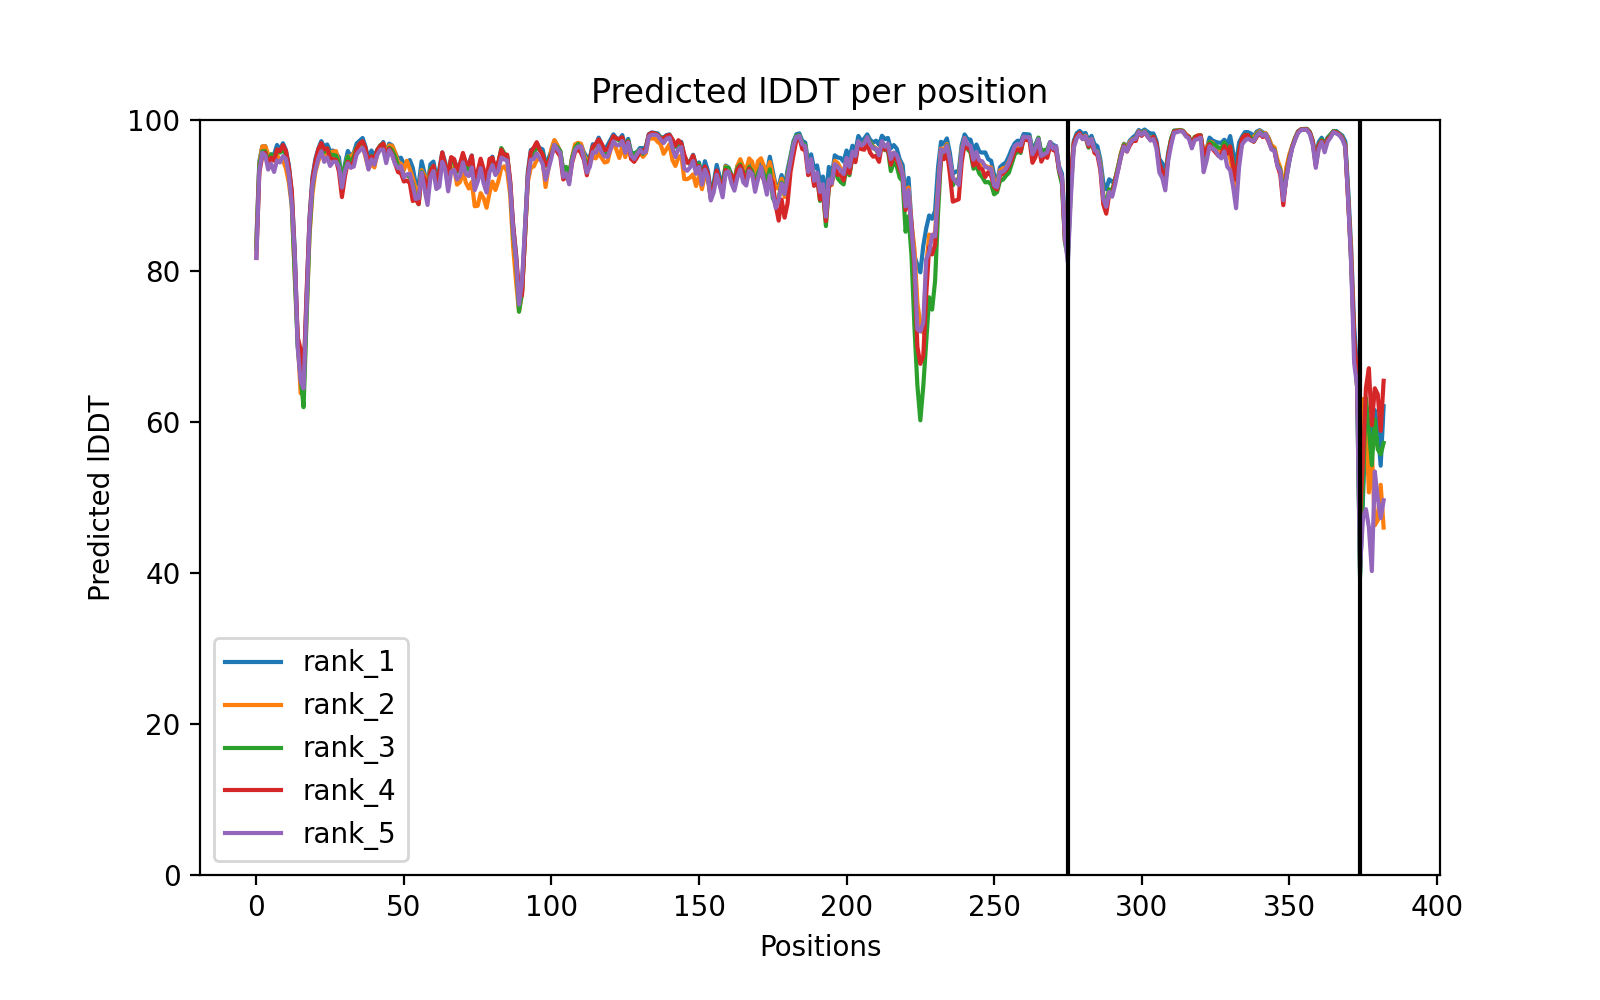 Predicted lDDT per position
100
80
60
40
20
0
Predicted lDDT
rank_1
rank_2
rank_3
rank_4
rank_5
0 50 100 150 200 250 300 350 400
Positions